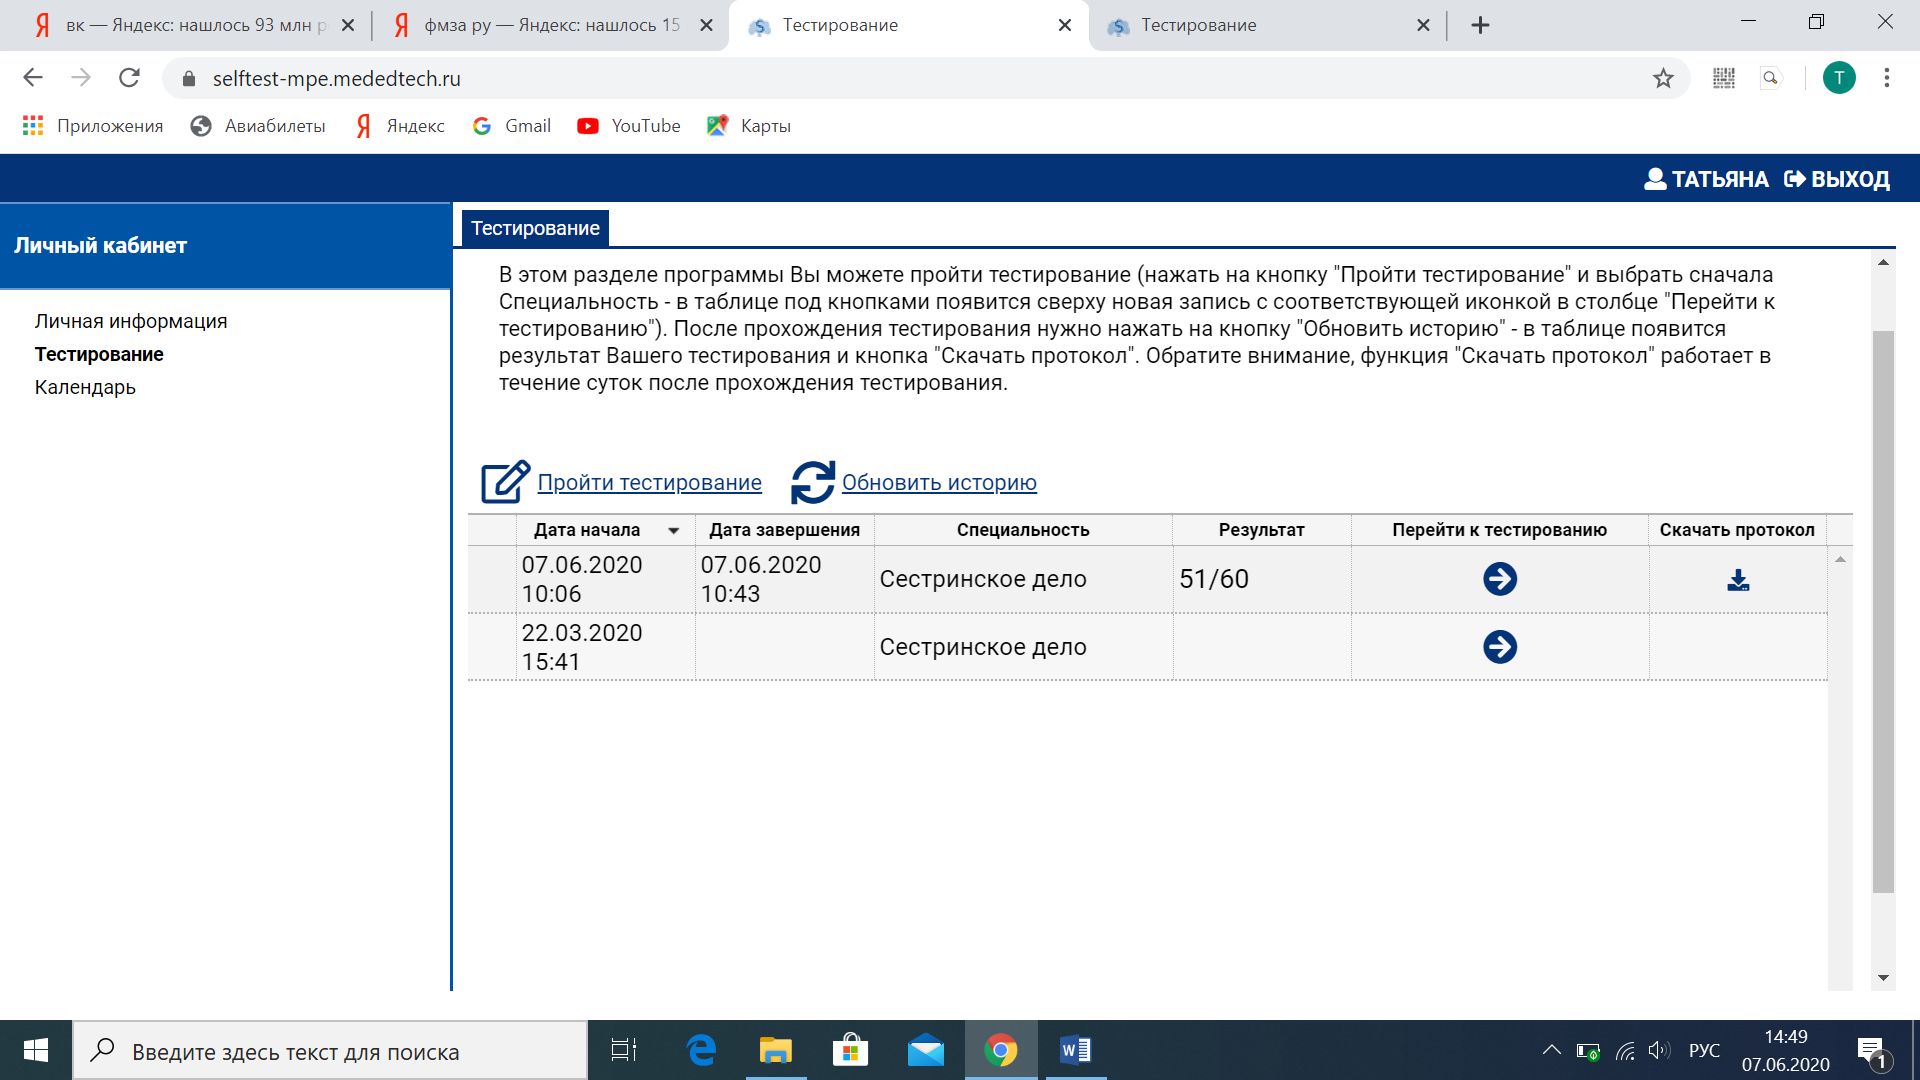 вк — Яндекс: нашлось 93 млн р
фмза ру — Яндекс: нашлось 15
Тестирование
Тестирование
selftest-mpe.mededtech.ru
T
Приложения
Авиабилеты
Яндекс
Gmail
YouTube
Карты
ТАТЬЯНА ВЫХОД
Личный кабинет
Личная информация
Тестирование
Календарь
Тестирование
В этом разделе программы Вы можете пройти тестирование (нажать на кнопку "Пройти тестирование" и выбрать сначала
Специальность - в таблице под кнопками появится сверху новая запись с соответствующей иконкой в столбце "Перейти к
тестированию"). После прохождения тестирования нужно нажать на кнопку "Обновить историю" - в таблице появится
результат Вашего тестирования и кнопка "Скачать протокол". Обратите внимание, функция "Скачать протокол" работает в
течение суток после прохождения тестирования.
Пройти тестирование Обновить историю
Дата начала Дата завершения Специальность Результат Перейти к тестированию Скачать протокол
07.06.2020 07.06.2020
10:06 10:43 Сестринское дело 51/60
22.03.2020
15:41 Сестринское дело
Введите здесь текст для поиска
РУС
14:49
07.06.2020
1